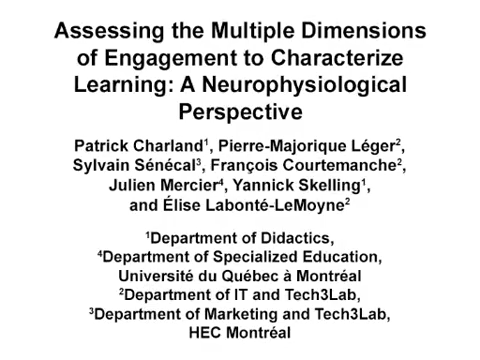 Assessing the Multiple Dimensions
of Engagement to Characterize
Learning: A Neurophysiological
Perspective
Patrick Charland¹, Pierre-Majorique Léger²,
Sylvain Sénécal³, François Courtemanche²,
Julien Mercier⁴, Yannick Skelling¹,
and Élise Labonté-LeMoyne²
¹Department of Didactics,
⁴Department of Specialized Education,
Université du Québec à Montréal
²Department of IT and Tech3Lab,
³Department of Marketing and Tech3Lab,
HEC Montréal